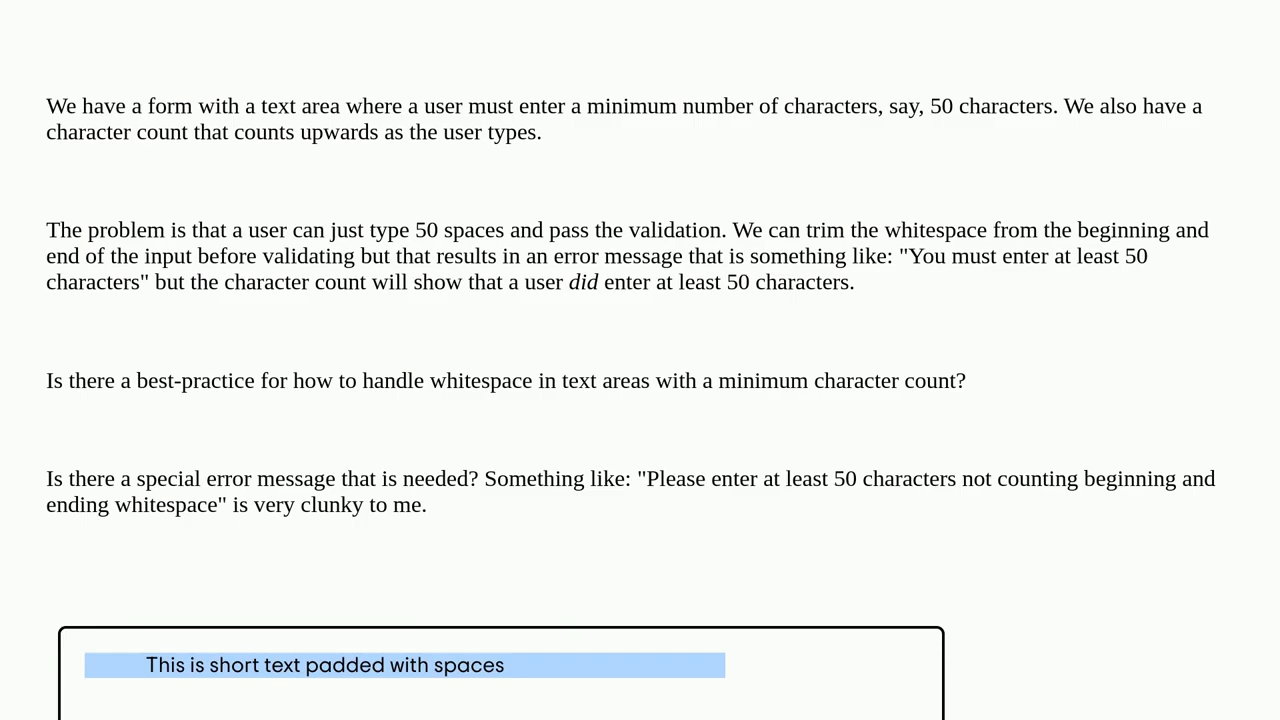 We have a form with a text area where a user must enter a minimum number of characters, say, 50 characters. We also have a
character count that counts upwards as the user types.
The problem is that a user can just type 50 spaces and pass the validation. We can trim the whitespace from the beginning and
end of the input before validating but that results in an error message that is something like: "You must enter at least 50
characters" but the character count will show that a user did enter at least 50 characters.
Is there a best-practice for how to handle whitespace in text areas with a minimum character count?
Is there a special error message that is needed? Something like: "Please enter at least 50 characters not counting beginning and
ending whitespace" is very clunky to me.
This is short text padded with spaces